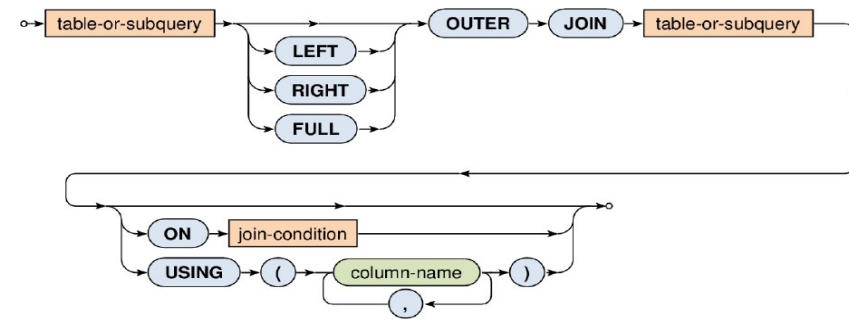 table-or-subquery OUTER JOIN table-or-subquery
LEFT
RIGHT
FULL
ON join-condition
USING ( column-name )
,